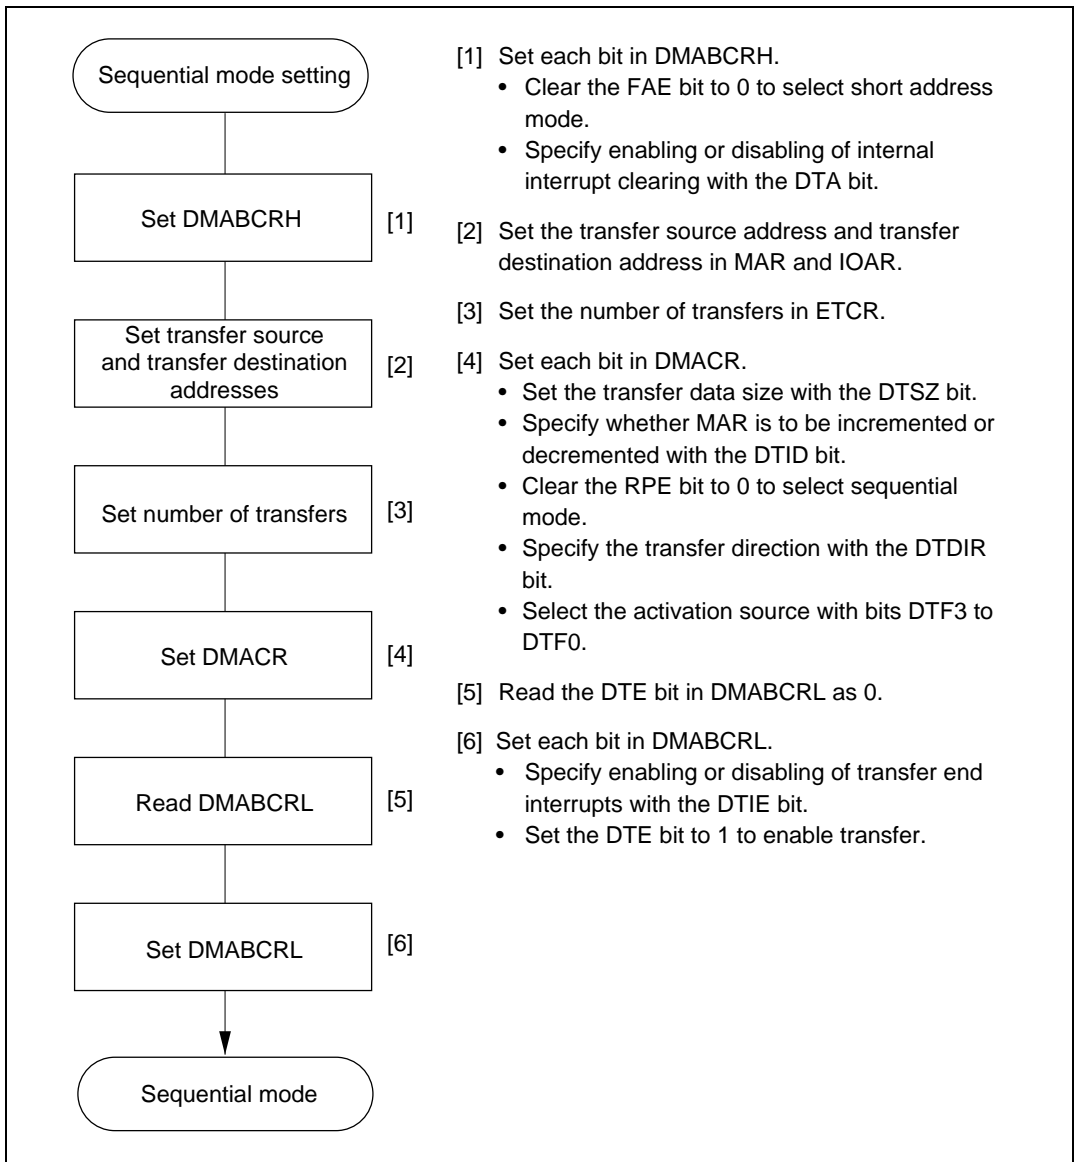 Sequential mode setting
Set DMABCRH
[1]
Set transfer source
and transfer destination
addresses
[2]
Set number of transfers
[3]
Set DMACR
[4]
Read DMABCRL
[5]
Set DMABCRL
[6]
Sequential mode
[1] Set each bit in DMABCRH.
• Clear the FAE bit to 0 to select short address
mode.
• Specify enabling or disabling of internal
interrupt clearing with the DTA bit.
[2] Set the transfer source address and transfer
destination address in MAR and IOAR.
[3] Set the number of transfers in ETCR.
[4] Set each bit in DMACR.
• Set the transfer data size with the DTSZ bit.
• Specify whether MAR is to be incremented or
decremented with the DTID bit.
• Clear the RPE bit to 0 to select sequential
mode.
• Specify the transfer direction with the DTDIR
bit.
• Select the activation source with bits DTF3 to
DTF0.
[5] Read the DTE bit in DMABCRL as 0.
[6] Set each bit in DMABCRL.
• Specify enabling or disabling of transfer end
interrupts with the DTIE bit.
• Set the DTE bit to 1 to enable transfer.